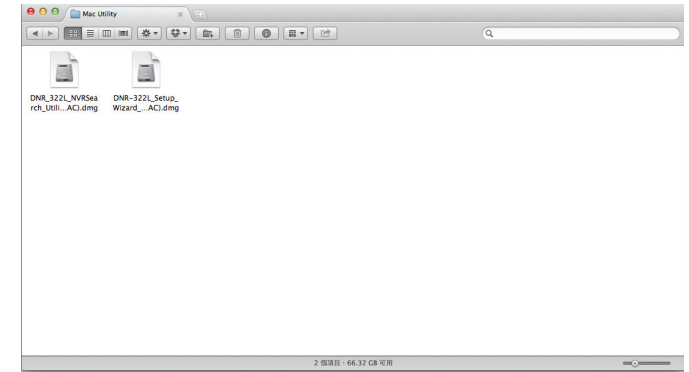 Mac Utility
DNR_322L_NVRSea
rch_Utili...AC).dmg
DNR-322L_Setup_
Wizard_...AC).dmg
2 個項目，66.32 GB 可用